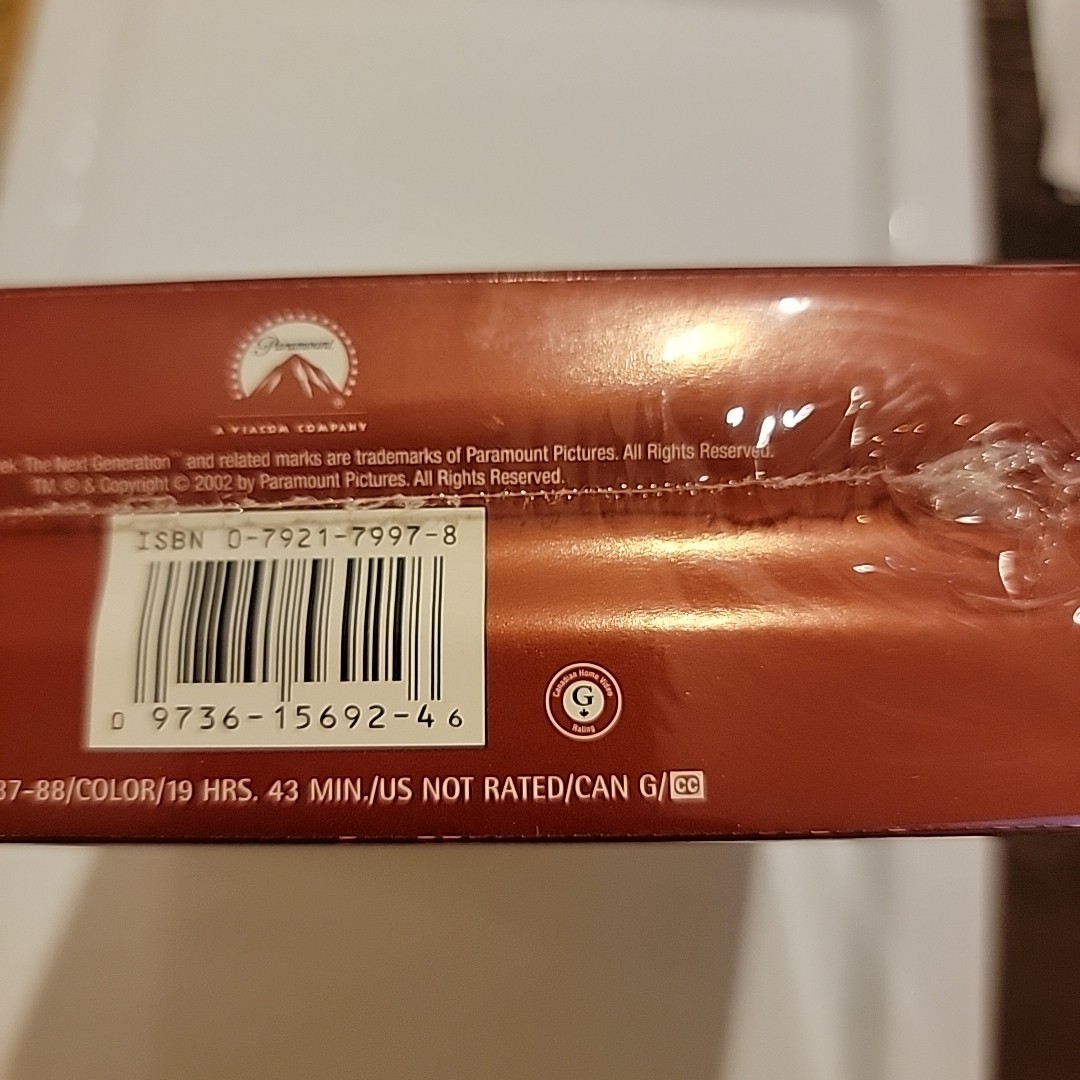 Paramount
A VIACOM COMPANY
ek. The Next Generation and related marks are trademarks of Paramount Pictures. All Rights Reserved.
TM, ® & Copyright © 2002 by Paramount Pictures. All Rights Reserved.
ISBN 0-7921-7997-8
0 9736-15692-4 6
Canadian Home Video
G
Rating
87-88/COLOR/19 HRS. 43 MIN./US NOT RATED/CAN G/CC